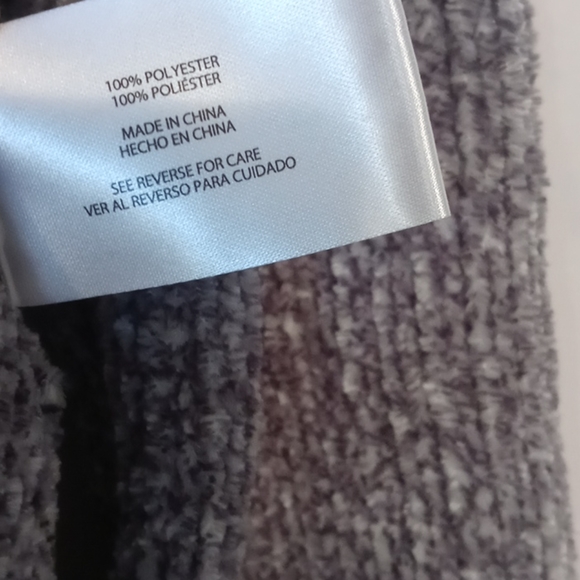 100% POLYESTER
100% POLIÉSTER
MADE IN CHINA
HECHO EN CHINA
SEE REVERSE FOR CARE
VER AL REVERSO PARA CUIDADO